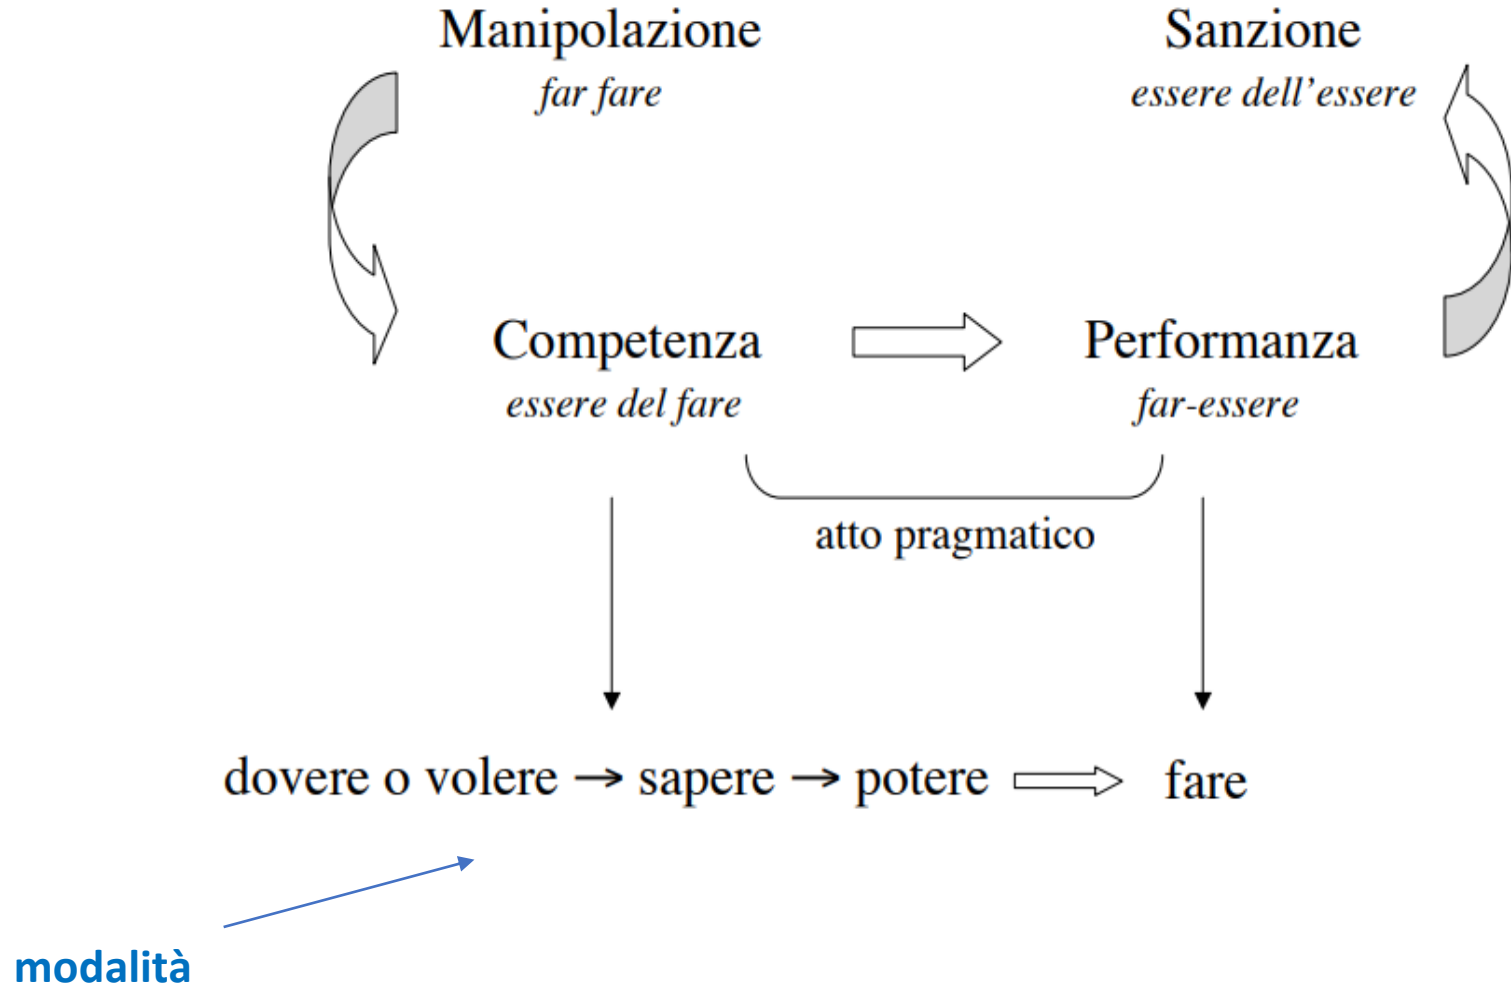 Manipolazione
Sanzione
far fare
essere dell’essere
Competenza
Performanza
essere del fare
far-essere
atto pragmatico
dovere o volere → sapere → potere ⇒ fare
modalità